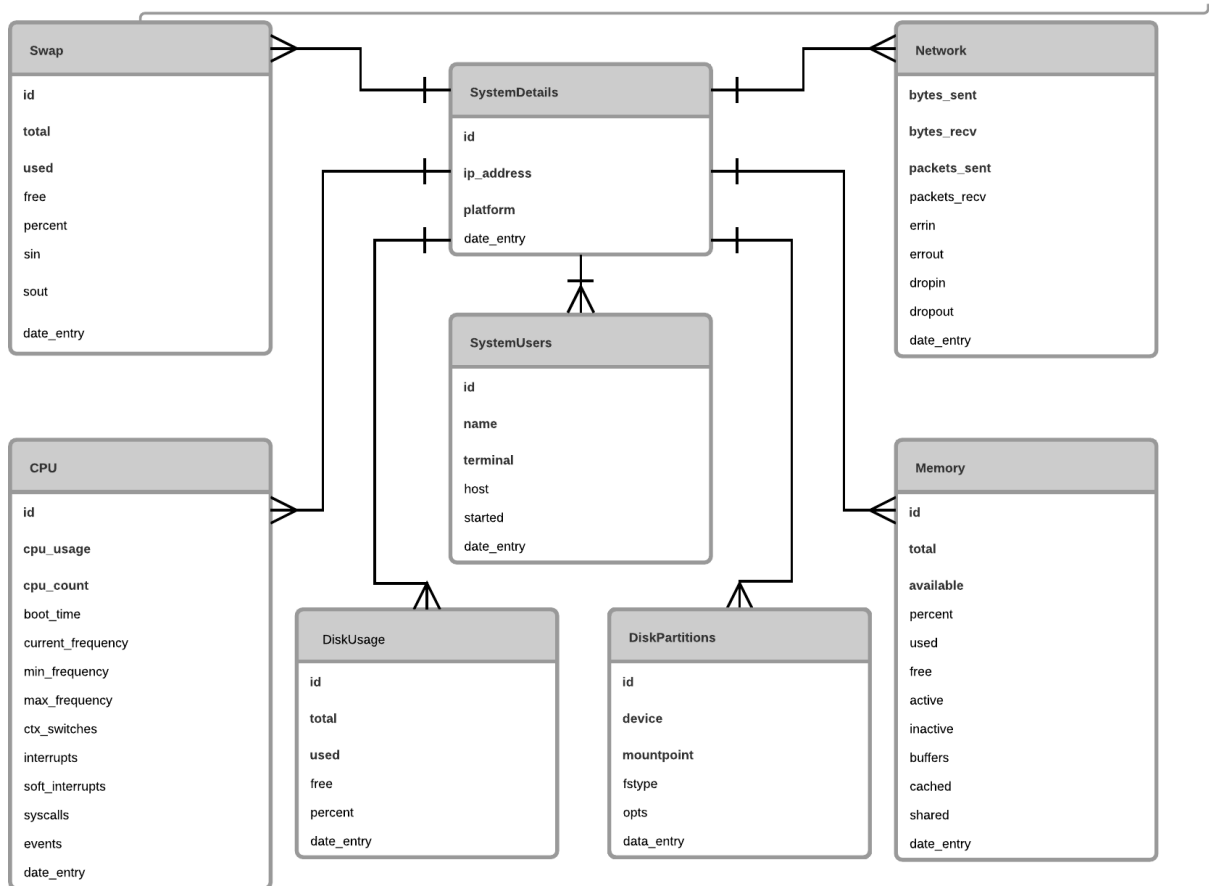 Swap
id
total
used
free
percent
sin
sout
date_entry
SystemDetails
id
ip_address
platform
date_entry
Network
bytes_sent
bytes_recv
packets_sent
packets_recv
errin
errout
dropin
dropout
date_entry
SystemUsers
id
name
terminal
host
started
date_entry
CPU
id
cpu_usage
cpu_count
boot_time
current_frequency
min_frequency
max_frequency
ctx_switches
interrupts
soft_interrupts
syscalls
events
date_entry
DiskUsage
id
total
used
free
percent
date_entry
DiskPartitions
id
device
mountpoint
fstype
opts
data_entry
Memory
id
total
available
percent
used
free
active
inactive
buffers
cached
shared
date_entry